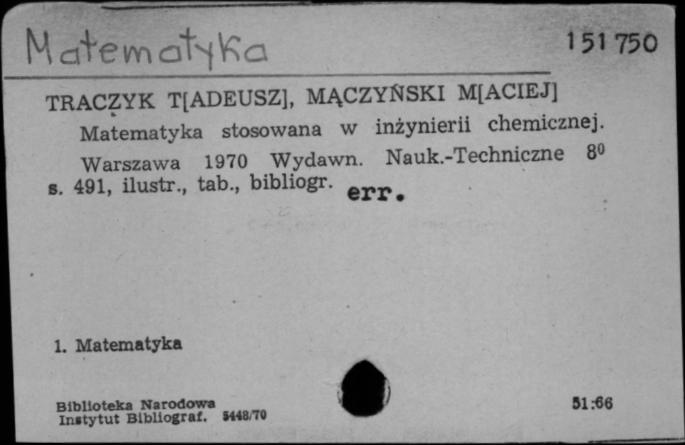 Matematyka
151 750
TRACZYK T[ADEUSZ], MĄCZYŃSKI M[ACIEJ]
Matematyka stosowana w inżynierii chemicznej.
Warszawa 1970 Wydawn. Nauk.-Techniczne 8⁰
s. 491, ilustr., tab., bibliogr. err.
1. Matematyka
Biblioteka Narodowa
Instytut Bibliograf. 5448/70
51:66